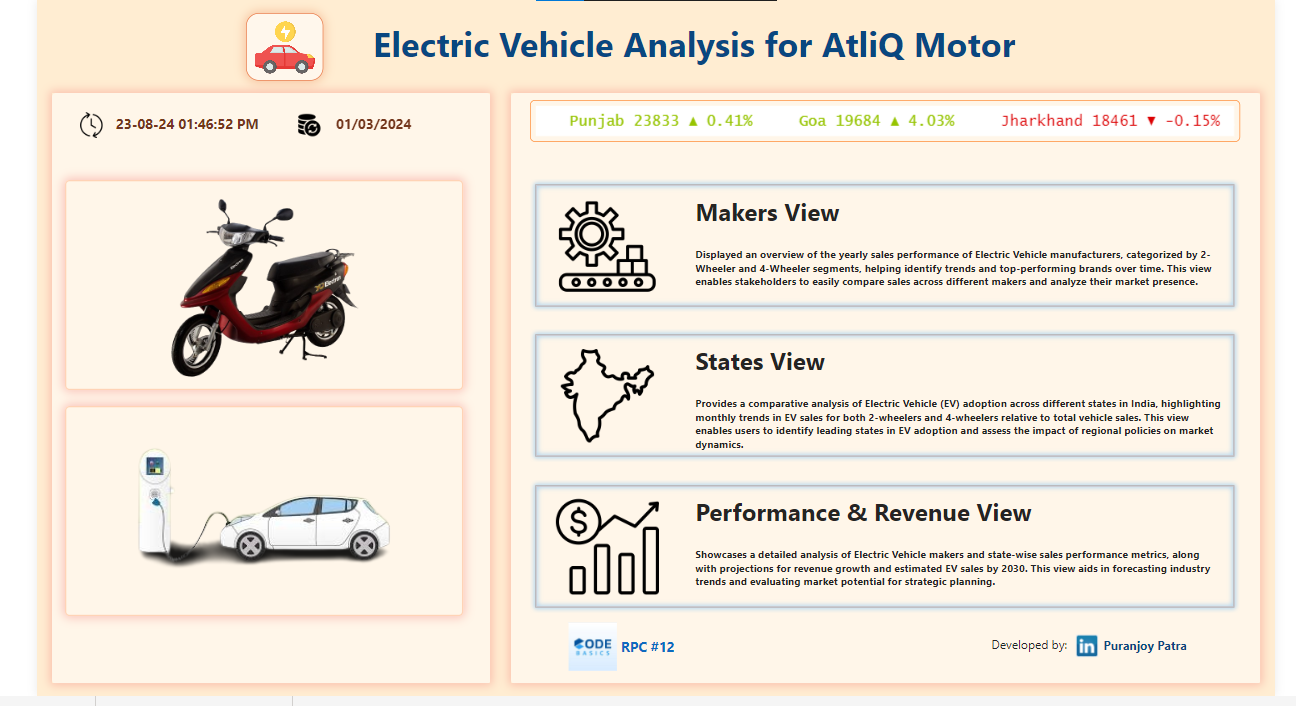 Electric Vehicle Analysis for AtliQ Motor
23-08-24 01:46:52 PM
01/03/2024
Punjab 23833 ▲ 0.41% Goa 19684 ▲ 4.03% Jharkhand 18461 ▼ -0.15%
Makers View
Displayed an overview of the yearly sales performance of Electric Vehicle manufacturers, categorized by 2-
Wheeler and 4-Wheeler segments, helping identify trends and top-performing brands over time. This view
enables stakeholders to easily compare sales across different makers and analyze their market presence.
States View
Provides a comparative analysis of Electric Vehicle (EV) adoption across different states in India, highlighting
monthly trends in EV sales for both 2-wheelers and 4-wheelers relative to total vehicle sales. This view
enables users to identify leading states in EV adoption and assess the impact of regional policies on market
dynamics.
Performance & Revenue View
Showcases a detailed analysis of Electric Vehicle makers and state-wise sales performance metrics, along
with projections for revenue growth and estimated EV sales by 2030. This view aids in forecasting industry
trends and evaluating market potential for strategic planning.
CODE
BASICS
RPC #12
Developed by: in Puranjoy Patra